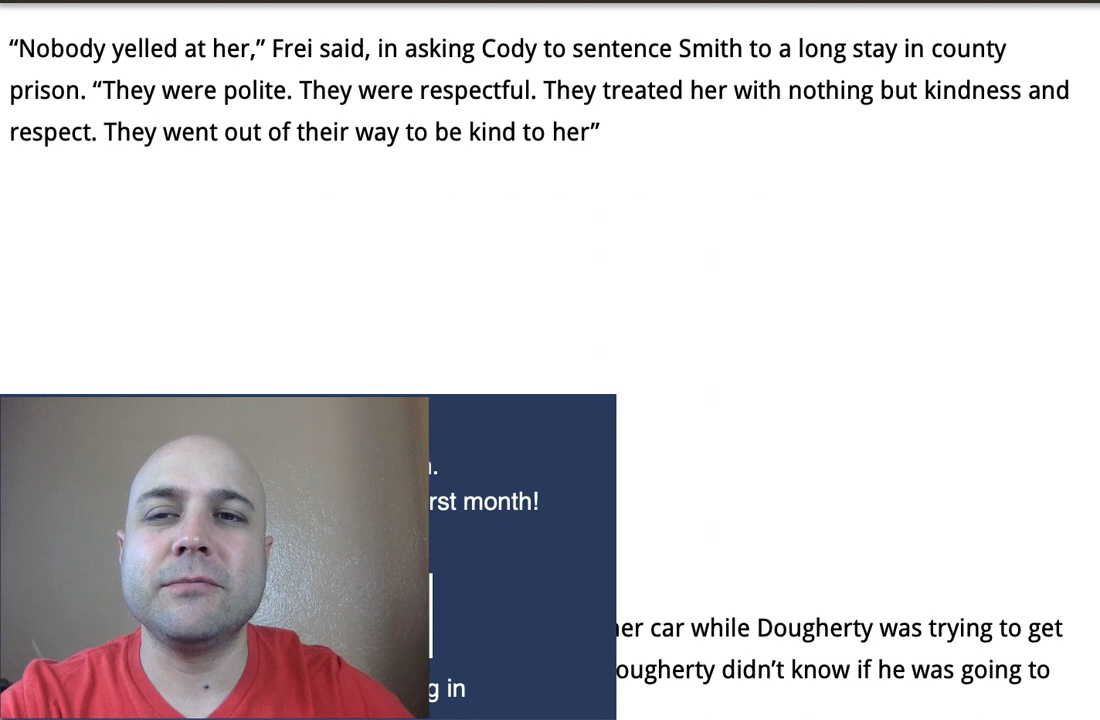 “Nobody yelled at her,” Frei said, in asking Cody to sentence Smith to a long stay in county
prison. “They were polite. They were respectful. They treated her with nothing but kindness and
respect. They went out of their way to be kind to her”
month!
in
car while Dougherty was trying to get
didn’t know if he was going to